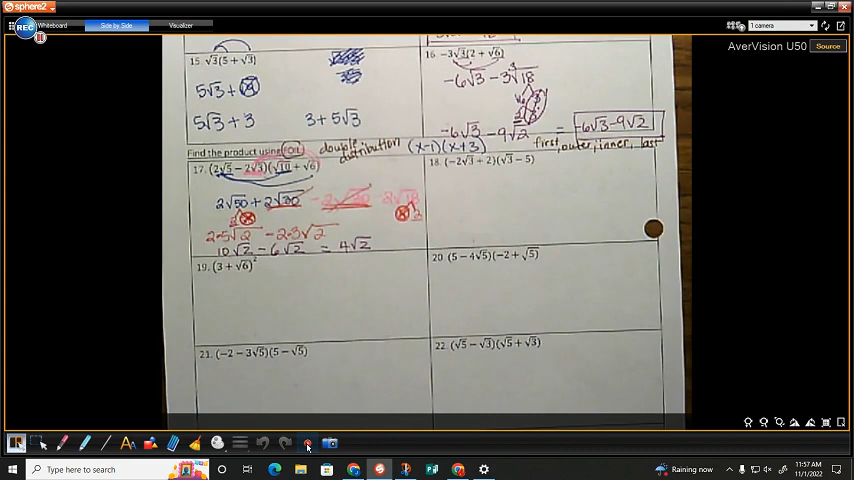 sphere2
REC
Whiteboard
Side by Side
Visualizer
1 camera
AverVision U50
Source
15. √3(5 + √3)
5√3 +
5√3 + 3
3 + 5√3
16. −3√3(2 + √6)
−6√3 − 3√18
−6√3 − 9√2 = −6√3−9√2
Find the product using FOIL
double distribution
(x−1)(x+3)
first, outer, inner, last
17. (2√5 − 2√3)(√10 + √6)
2√50 + 2√30 − 2√30 − 2√18
2·5√2 − 2·3√2
10√2 − 6√2 = 4√2
18. (−2√3 + 2)(√3 − 5)
19. (3 + √6)²
20. (5 − 4√5)(−2 + √5)
21. (−2 − 3√5)(5 − √5)
22. (√5 − √3)(√5 + √3)
Type here to search
Raining now
11:57 AM
11/1/2022